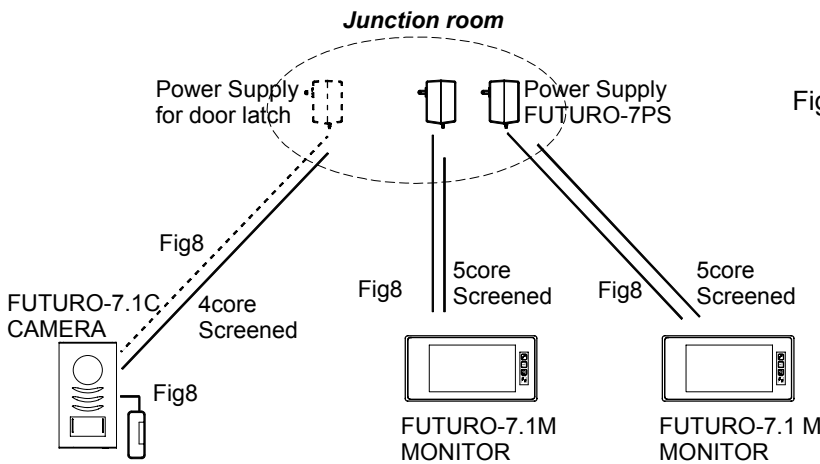 Junction room
Power Supply
for door latch
Power Supply
FUTURO-7PS
Fig
Fig8
4core
Screened
Fig8
5core
Screened
Fig8
5core
Screened
FUTURO-7.1C
CAMERA
Fig8
FUTURO-7.1M
MONITOR
FUTURO-7.1 M
MONITOR